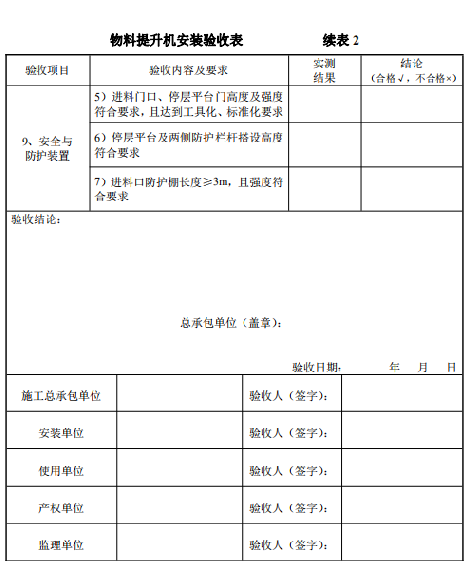 物料提升机安装验收表 续表 2
验收项目 验收内容及要求 实测结果 结论（合格√，不合格×）
9、安全与防护装置
5）进料门口、停层平台门高度及强度
符合要求，且达到工具化、标准化要求
6）停层平台及两侧防护栏杆搭设高度
符合要求
7）进料口防护棚长度≥3m，且强度符
合要求
验收结论：
总承包单位（盖章）：
验收日期： 年 月 日
施工总承包单位 验收人（签字）：
安装单位 验收人（签字）：
使用单位 验收人（签字）：
产权单位 验收人（签字）：
监理单位 验收人（签字）：